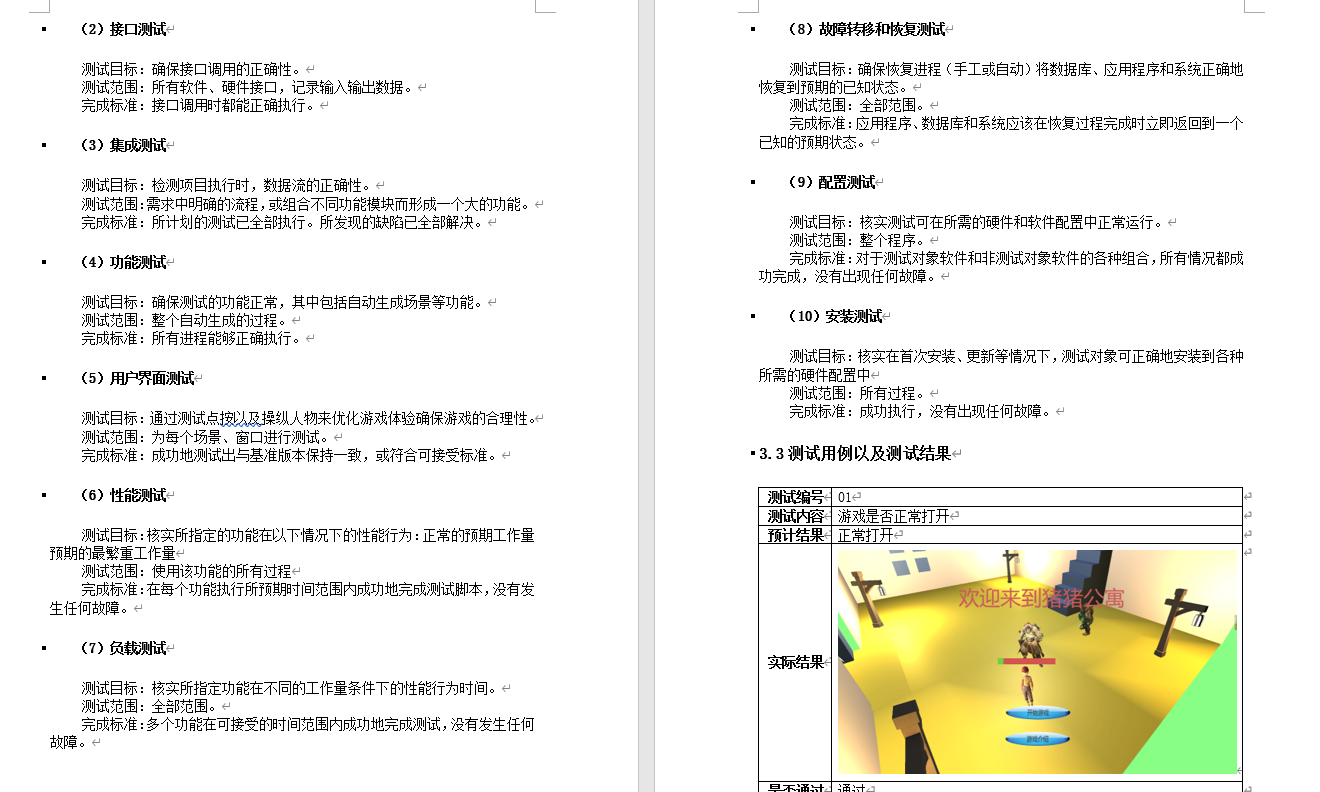 （2）接口测试
测试目标：确保接口调用的正确性。
测试范围：所有软件、硬件接口，记录输入输出数据。
完成标准：接口调用时都能正确执行。
（3）集成测试
测试目标：检测项目执行时，数据流的正确性。
测试范围：需求中明确的流程，或组合不同功能模块而形成一个大的功能。
完成标准：所计划的测试已全部执行。所发现的缺陷已全部解决。
（4）功能测试
测试目标：确保测试的功能正常，其中包括自动生成场景等功能。
测试范围：整个自动生成的过程。
完成标准：所有进程能够正确执行。
（5）用户界面测试
测试目标：通过测试点按以及操纵人物来优化游戏体验确保游戏的合理性。
测试范围：为每个场景、窗口进行测试。
完成标准：成功地测试出与基准版本保持一致，或符合可接受标准。
（6）性能测试
测试目标：核实所指定的功能在以下情况下的性能行为：正常的预期工作量
预期的最繁重工作量
测试范围：使用该功能的所有过程
完成标准：在每个功能执行所预期时间范围内成功地完成测试脚本，没有发
生任何故障。
（7）负载测试
测试目标：核实所指定功能在不同的工作量条件下的性能行为时间。
测试范围：全部范围。
完成标准：多个功能在可接受的时间范围内成功地完成测试，没有发生任何
故障。
（8）故障转移和恢复测试
测试目标：确保恢复进程（手工或自动）将数据库、应用程序和系统正确地
恢复到预期的已知状态。
测试范围：全部范围。
完成标准：应用程序、数据库和系统应该在恢复过程完成时立即返回到一个
已知的预期状态。
（9）配置测试
测试目标：核实测试可在所需的硬件和软件配置中正常运行。
测试范围：整个程序。
完成标准：对于测试对象软件和非测试对象软件的各种组合，所有情况都成
功完成，没有出现任何故障。
（10）安装测试
测试目标：核实在首次安装、更新等情况下，测试对象可正确地安装到各种
所需的硬件配置中
测试范围：所有过程。
完成标准：成功执行，没有出现任何故障。
3.3 测试用例以及测试结果
测试编号 01
测试内容 游戏是否正常打开
预计结果 正常打开
实际结果
欢迎来到猪猪公寓
开始游戏
游戏介绍
是否通过 通过